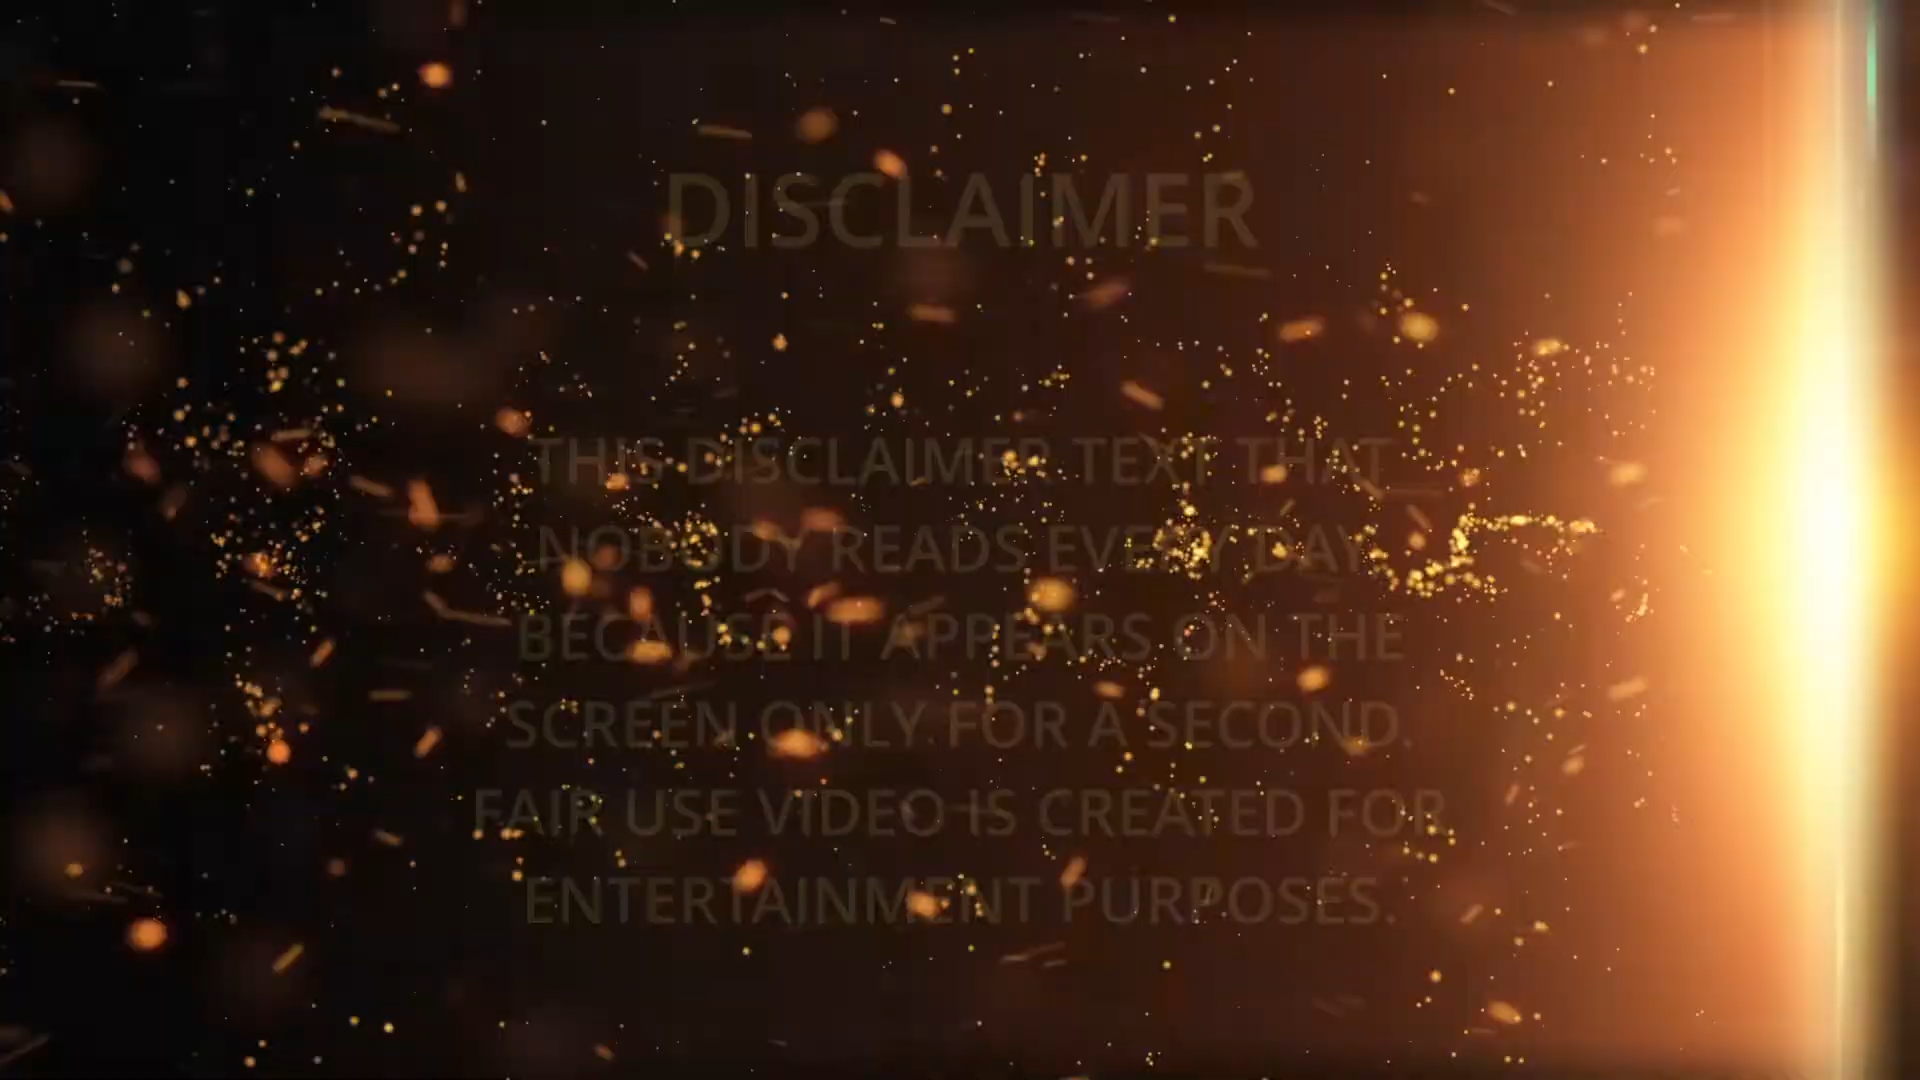 DISCLAIMER
THIS DISCLAIMER TEXT THAT
NOBODY READS EVERY DAY
BECAUSE IT APPEARS ON THE
SCREEN ONLY FOR A SECOND.
FAIR USE VIDEO IS CREATED FOR
ENTERTAINMENT PURPOSES.